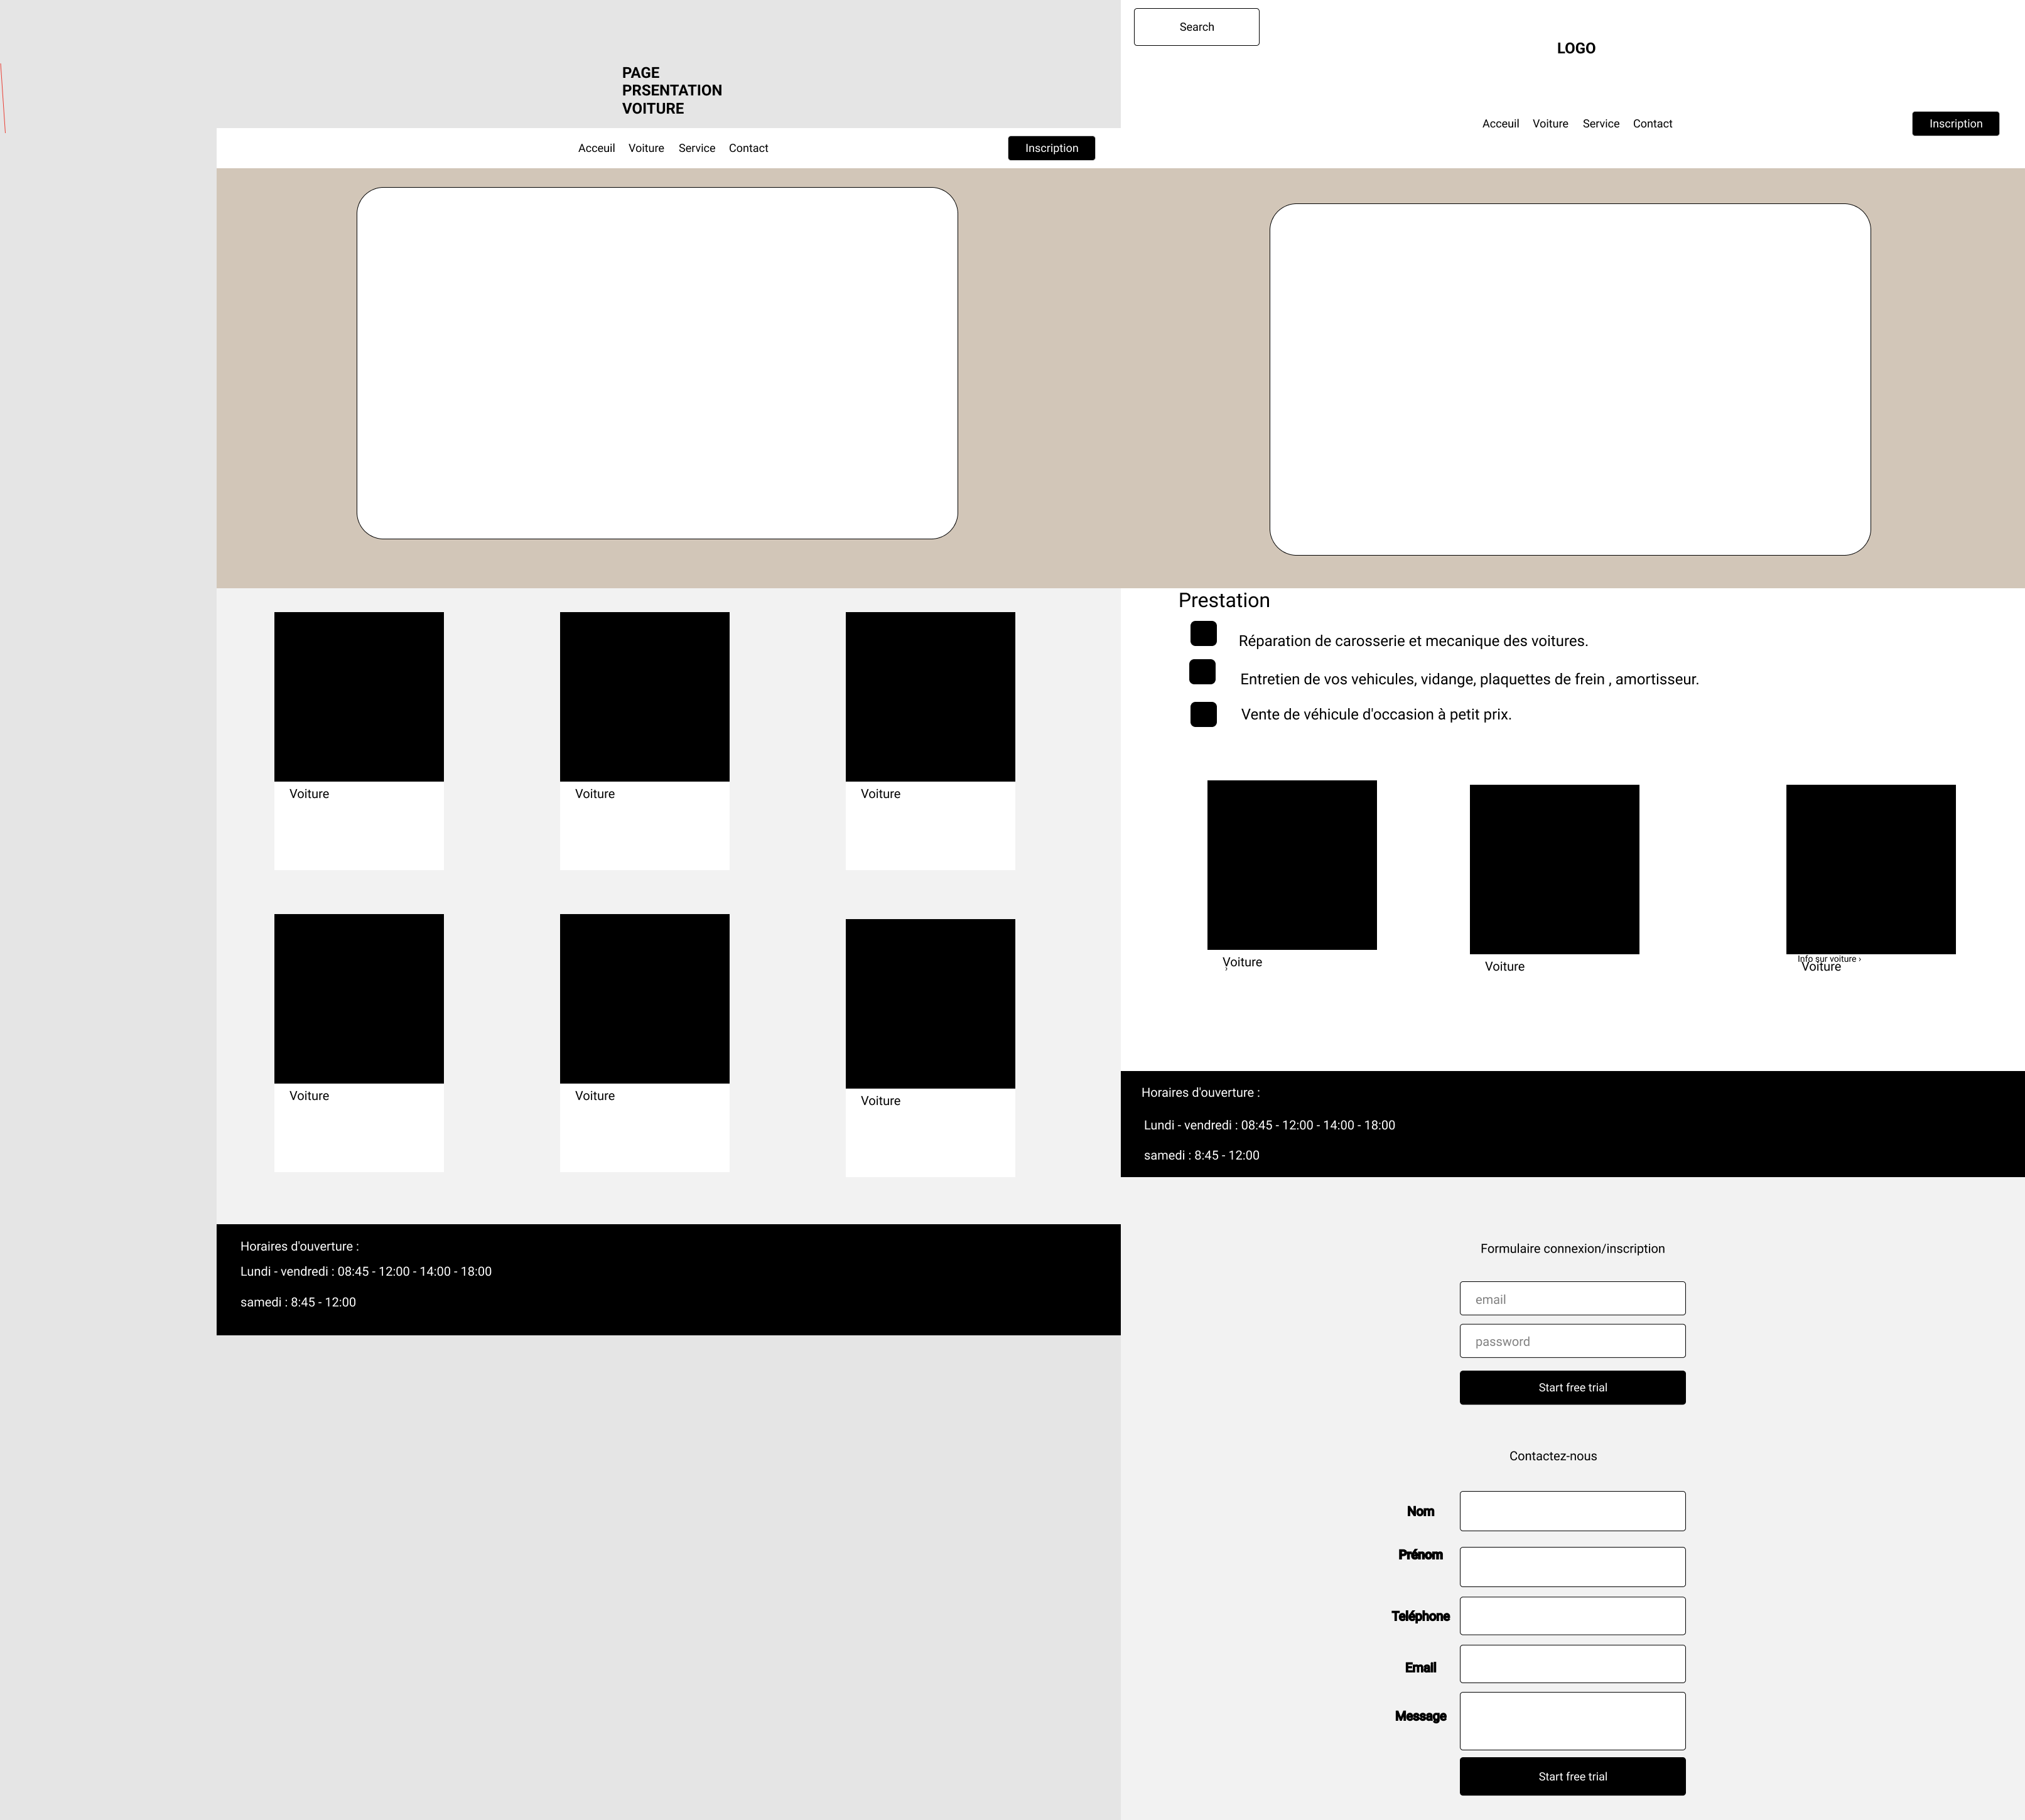 PAGE
PRSENTATION
VOITURE
Acceuil Voiture Service Contact
Inscription
Voiture
Voiture
Voiture
Voiture
Voiture
Voiture
Horaires d'ouverture :
Lundi - vendredi : 08:45 - 12:00 - 14:00 - 18:00
samedi : 8:45 - 12:00
Search
LOGO
Acceuil Voiture Service Contact
Inscription
Prestation
Réparation de carosserie et mecanique des voitures.
Entretien de vos vehicules, vidange, plaquettes de frein , amortisseur.
Vente de véhicule d'occasion à petit prix.
Voiture
›
Voiture
Info sur voiture ›
Voiture
Horaires d'ouverture :
Lundi - vendredi : 08:45 - 12:00 - 14:00 - 18:00
samedi : 8:45 - 12:00
Formulaire connexion/inscription
email
password
Start free trial
Contactez-nous
Nom
Prénom
Teléphone
Email
Message
Start free trial